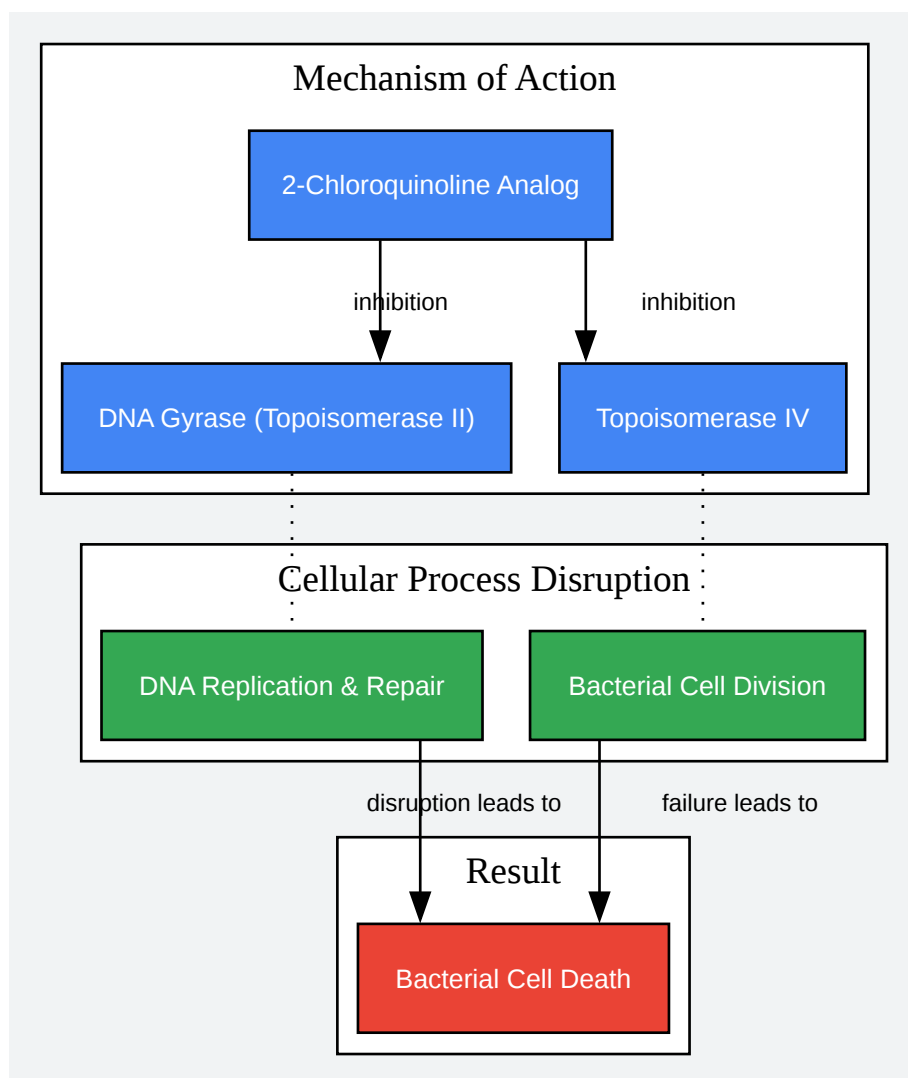 Mechanism of Action
2-Chloroquinoline Analog
inhibition
inhibition
DNA Gyrase (Topoisomerase II)
Topoisomerase IV
Cellular Process Disruption
DNA Replication & Repair
Bacterial Cell Division
disruption leads to
failure leads to
Result
Bacterial Cell Death